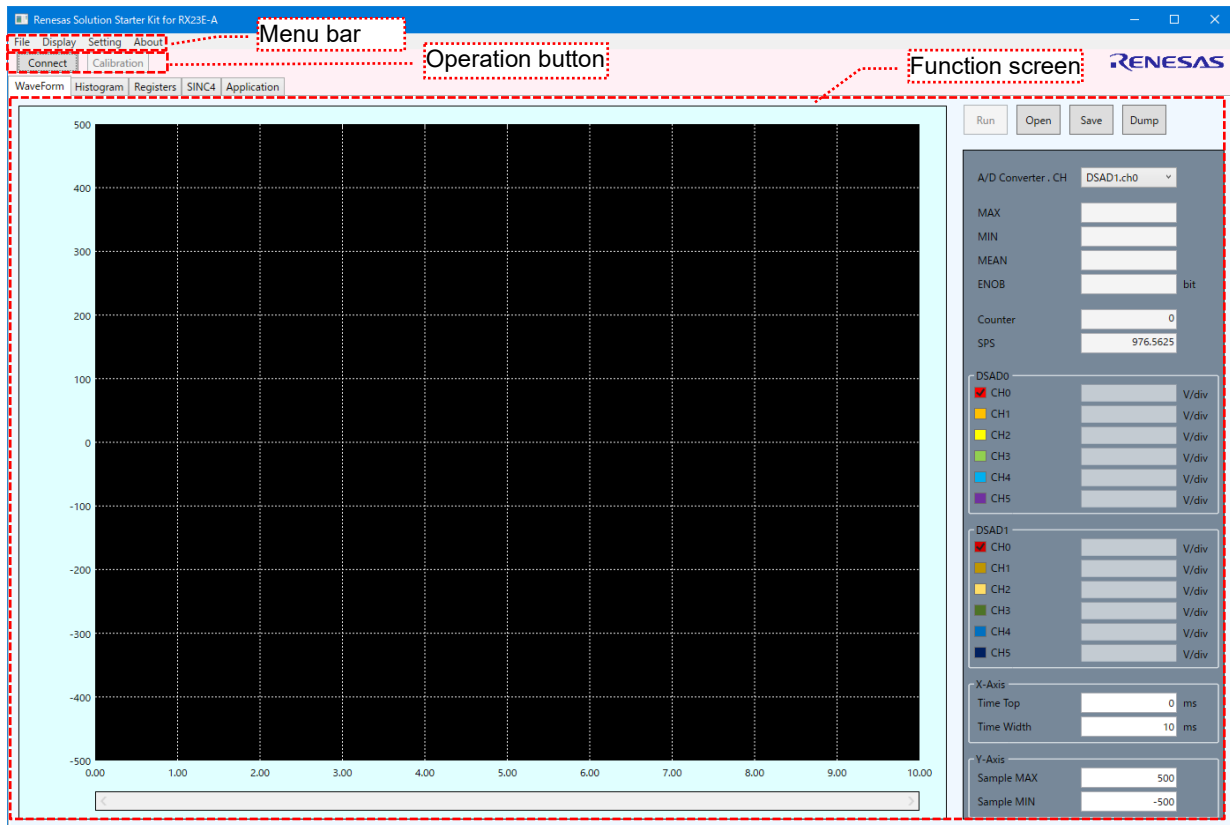 Renesas Solution Starter Kit for RX23E-A
Menu bar
File Display Setting About
Operation button
Connect Calibration
Function screen
RENESAS
WaveForm Histogram Registers SINC4 Application
Run Open Save Dump
A/D Converter . CH DSAD1.ch0
MAX
MIN
MEAN
ENOB bit
Counter 0
SPS 976.5625
DSAD0
CH0 V/div
CH1 V/div
CH2 V/div
CH3 V/div
CH4 V/div
CH5 V/div
DSAD1
CH0 V/div
CH1 V/div
CH2 V/div
CH3 V/div
CH4 V/div
CH5 V/div
X-Axis
Time Top 0 ms
Time Width 10 ms
Y-Axis
Sample MAX 500
Sample MIN -500
500
400
300
200
100
0
-100
-200
-300
-400
-500
0.00 1.00 2.00 3.00 4.00 5.00 6.00 7.00 8.00 9.00 10.00